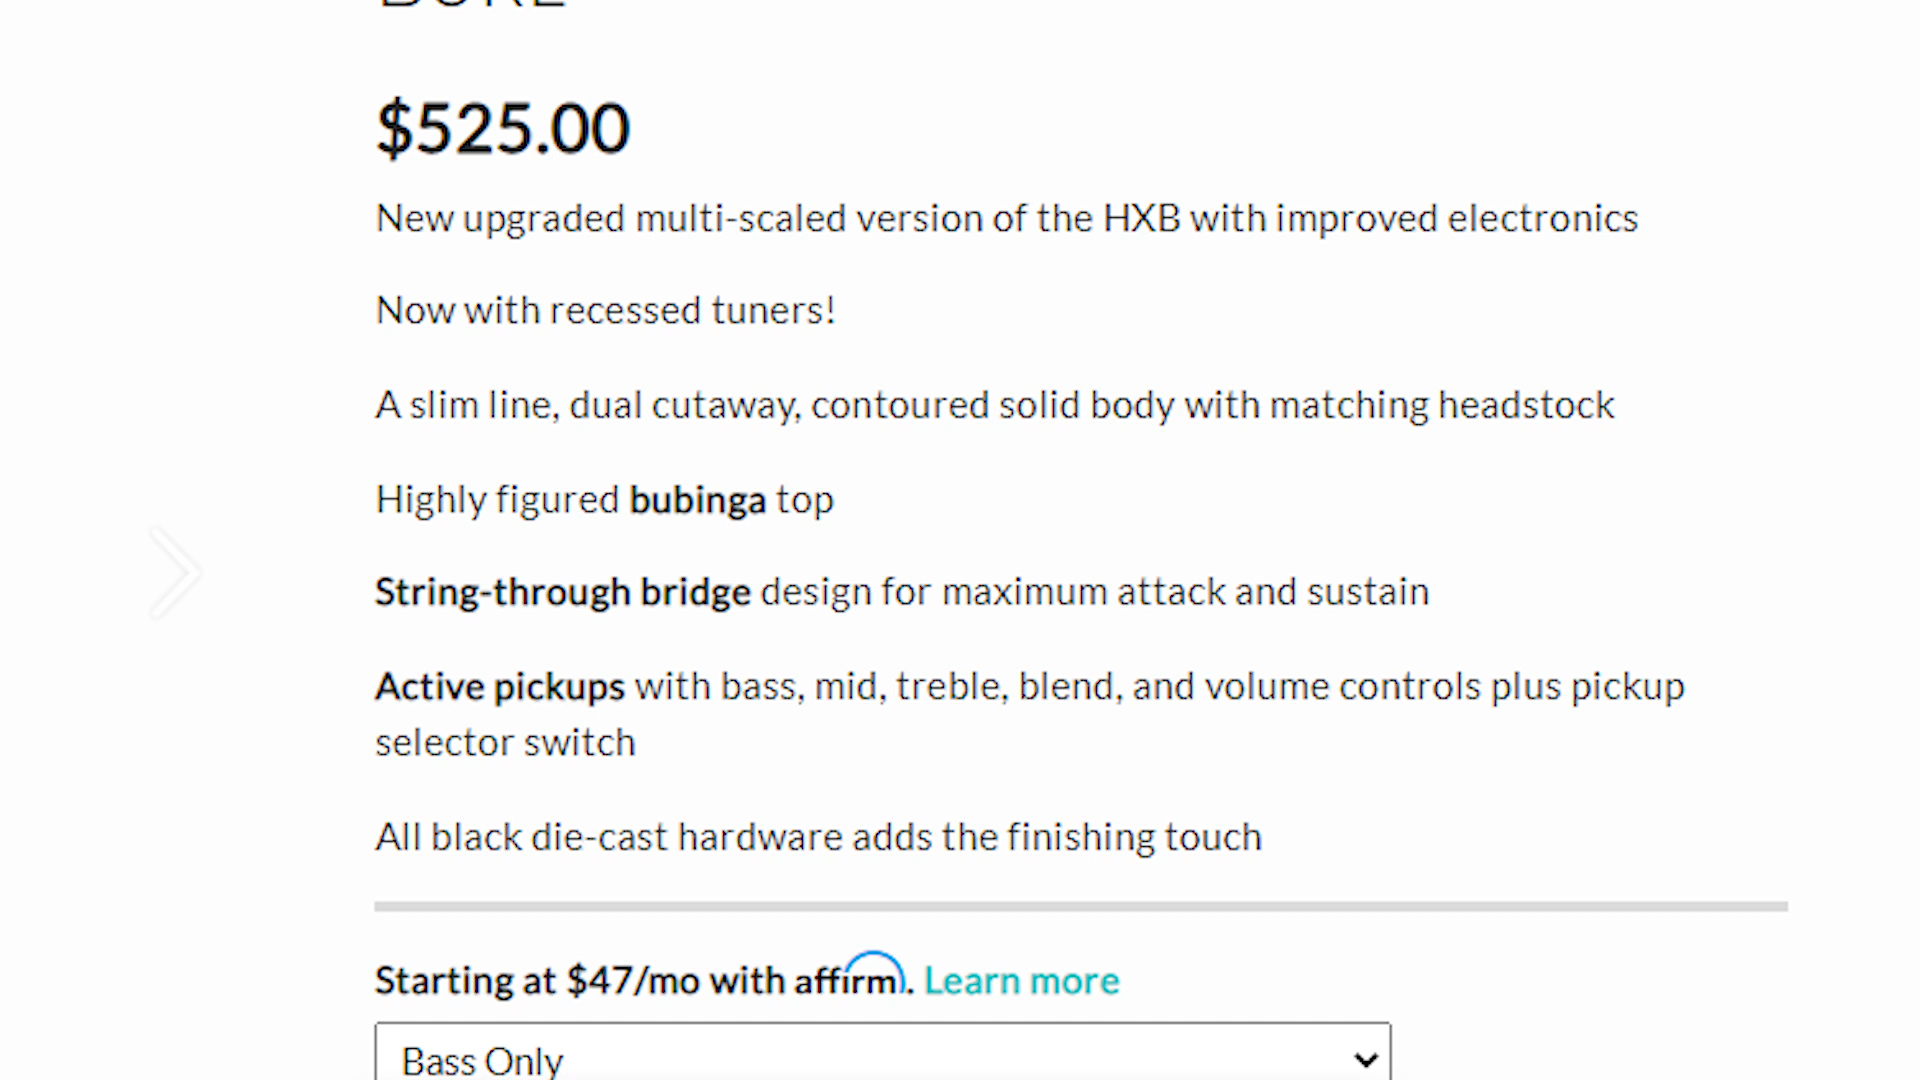 $525.00
New upgraded multi-scaled version of the HXB with improved electronics
Now with recessed tuners!
A slim line, dual cutaway, contoured solid body with matching headstock
Highly figured bubinga top
String-through bridge design for maximum attack and sustain
Active pickups with bass, mid, treble, blend, and volume controls plus pickup
selector switch
All black die-cast hardware adds the finishing touch
Starting at $47/mo with affirm. Learn more
Bass Only